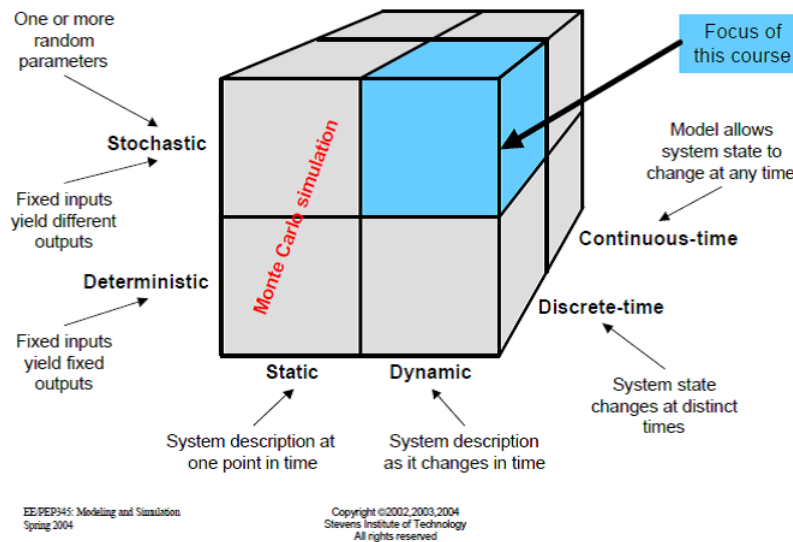 One or more
random
parameters
Focus of
this course
Stochastic
Model allows
system state to
change at any time
Monte Carlo simulation
Fixed inputs
yield different
outputs
Continuous-time
Deterministic
Discrete-time
Fixed inputs
yield fixed
outputs
Static
Dynamic
System state
changes at distinct
times
System description at
one point in time
System description
as it changes in time
EE/PEP345: Modeling and Simulation
Spring 2004
Copyright ©2002,2003,2004
Stevens Institute of Technology
All rights reserved